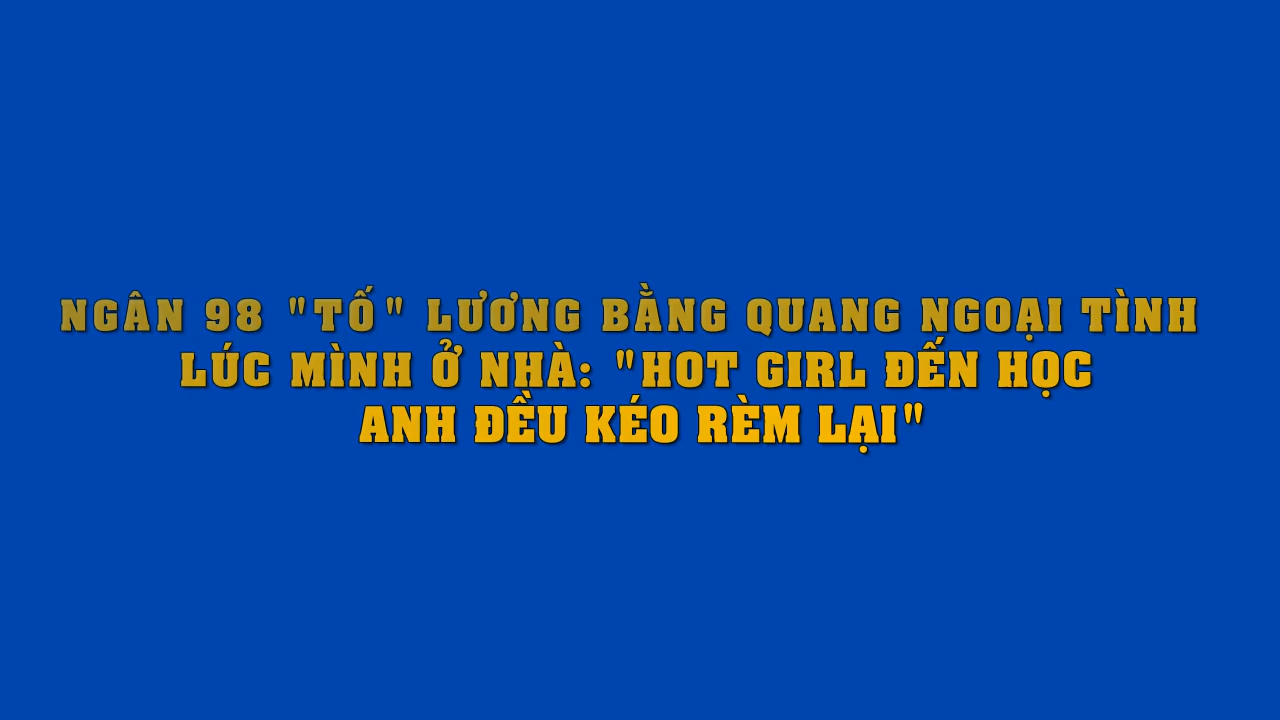 NGÂN 98 "TỐ" LƯƠNG BẰNG QUANG NGOẠI TÌNH
LÚC MÌNH Ở NHÀ: "HOT GIRL ĐẾN HỌC
ANH ĐỀU KÉO RÈM LẠI"